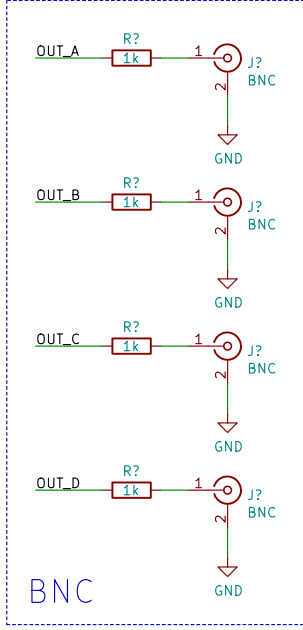 R?
OUT_A 1k 1
J?
BNC
2
GND
R?
OUT_B 1k 1
J?
BNC
2
GND
R?
OUT_C 1k 1
J?
BNC
2
GND
R?
OUT_D 1k 1
J?
BNC
2
GND
BNC